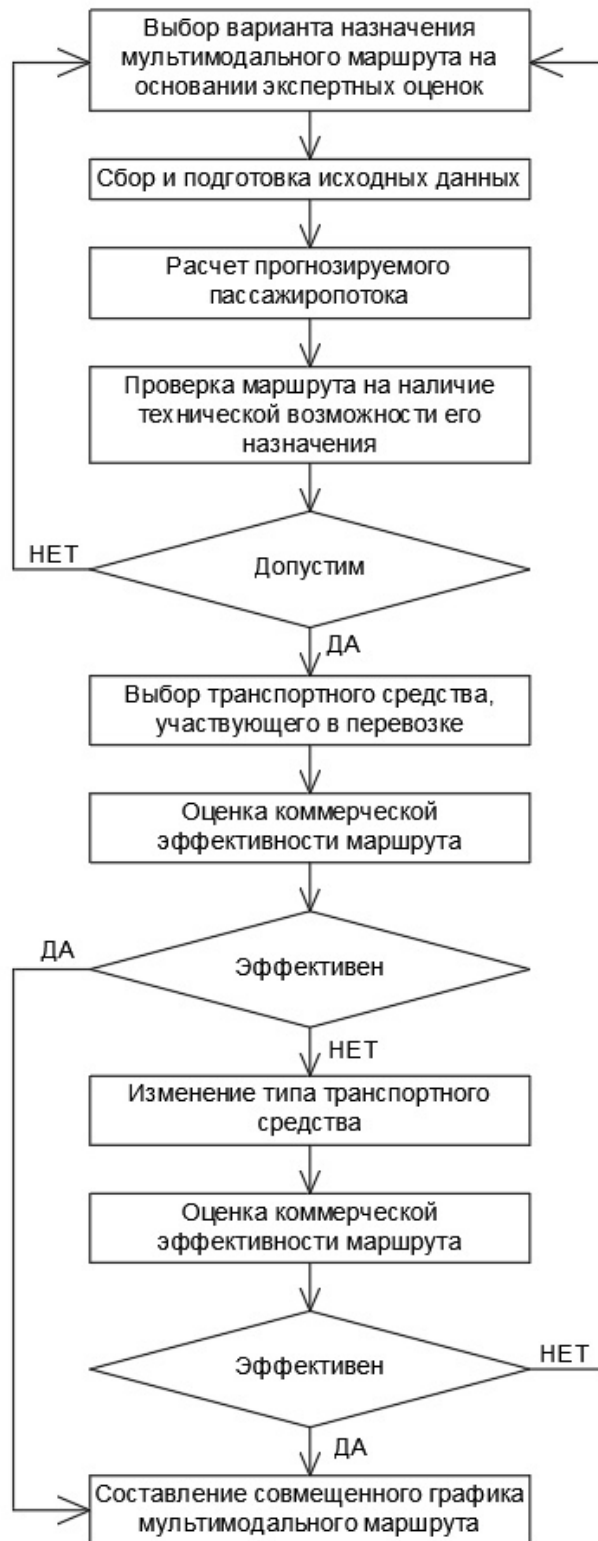 Выбор варианта назначения
мультимодального маршрута на
основании экспертных оценок
Сбор и подготовка исходных данных
Расчет прогнозируемого
пассажиропотока
Проверка маршрута на наличие
технической возможности его
назначения
НЕТ
Допустим
ДА
Выбор транспортного средства,
участвующего в перевозке
Оценка коммерческой
эффективности маршрута
ДА
Эффективен
НЕТ
Изменение типа транспортного
средства
Оценка коммерческой
эффективности маршрута
Эффективен
НЕТ
ДА
Составление совмещенного графика
мультимодального маршрута